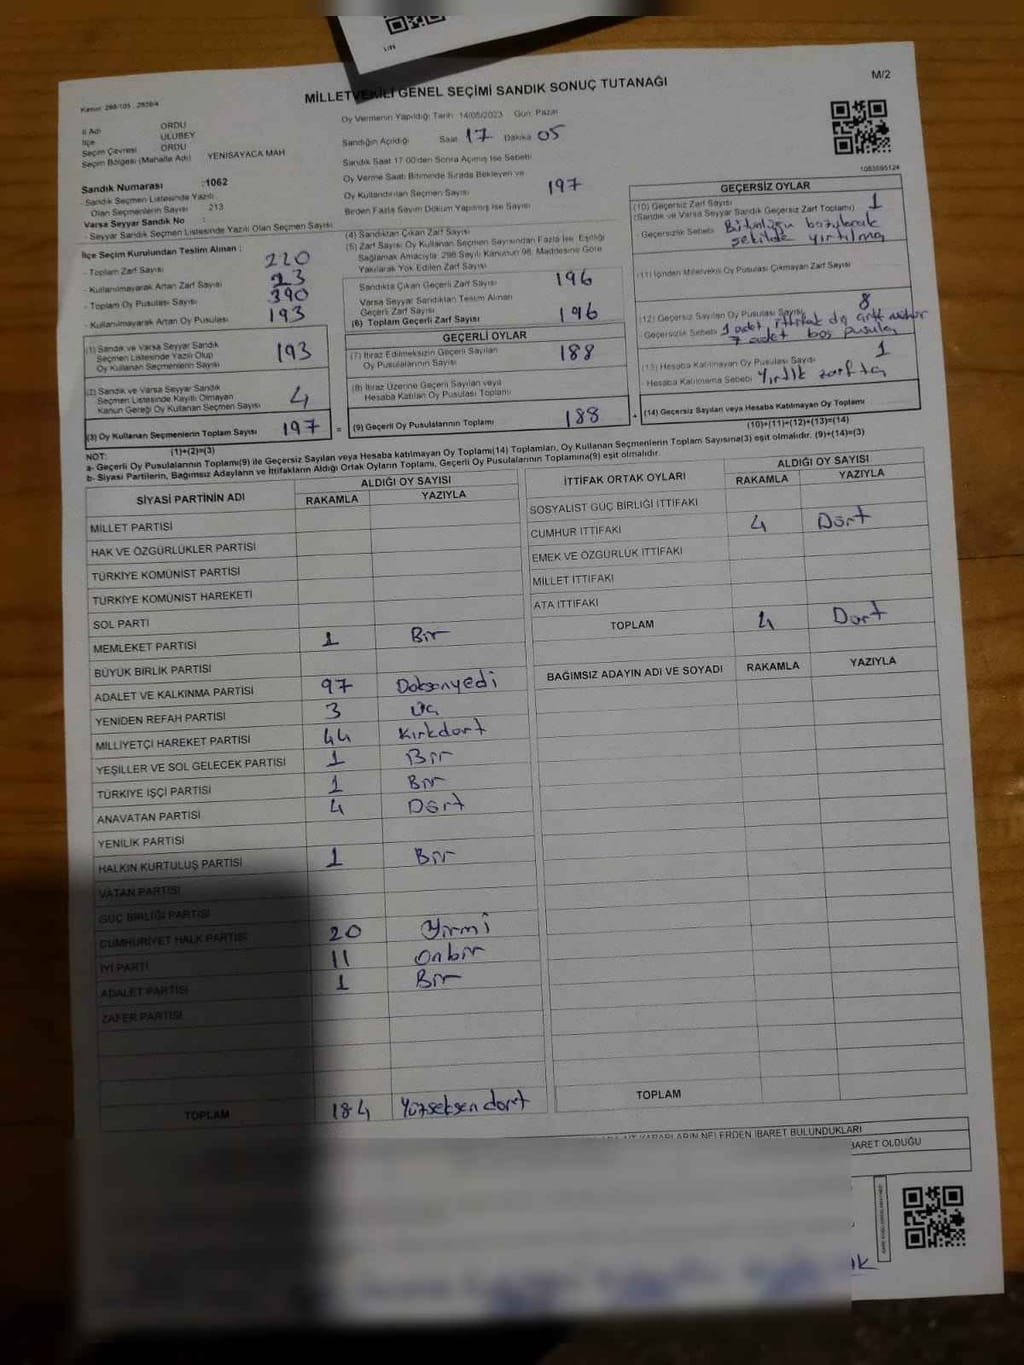 MİLLETVEKİLİ GENEL SEÇİMİ SANDIK SONUÇ TUTANAĞI
M/2
İl Adı ORDU
İlçe ULUBEY
Seçim Çevresi ORDU
Seçim Bölgesi (Mahalle Adı) YENİSAYACA MAH
Sandık Numarası :1062
- Sandık Seçmen Listesinde Yazılı
Olan Seçmenlerin Sayısı 213
Varsa Seyyar Sandık No :
- Seyyar Sandık Seçmen Listesinde Yazılı Olan Seçmen Sayısı
İlçe Seçim Kurulundan Teslim Alınan :
- Toplam Zarf Sayısı 220
- Kullanılmayarak Artan Zarf Sayısı 23
- Toplam Oy Pusulası Sayısı 390
- Kullanılmayarak Artan Oy Pusulası 193
(1) Sandık ve Varsa Seyyar Sandık
Seçmen Listesinde Yazılı Olup
Oy Kullanan Seçmenlerin Sayısı 193
(2) Sandık ve Varsa Seyyar Sandık
Seçmen Listesinde Kayıtlı Olmayan
Kanun Gereği Oy Kullanan Seçmen Sayısı 4
(3) Oy Kullanan Seçmenlerin Toplam Sayısı 197 =
(1)+(2)=(3)
Oy Vermenin Yapıldığı Tarih 14/05/2023 Gün: Pazar
Sandığın Açıldığı Saat 17 Dakika 05
Sandık Saat 17:00'den Sonra Açılmış İse Sebebi
Oy Verme Saati Bitiminde Sırada Bekleyen ve
Oy Kullandırılan Seçmen Sayısı
Birden Fazla Sayım Döküm Yapılmış İse Sayısı
197
(4) Sandıktan Çıkan Zarf Sayısı
(5) Zarf Sayısı Oy Kullanan Seçmen Sayısından Fazla İse, Eşitliği
Sağlamak Amacıyla 298 Sayılı Kanunun 98. Maddesine Göre
Yakılarak Yok Edilen Zarf Sayısı
Sandıkta Çıkan Geçerli Zarf Sayısı 196
Varsa Seyyar Sandıktan Teslim Alınan
Geçerli Zarf Sayısı
(6) Toplam Geçerli Zarf Sayısı 196
GEÇERLİ OYLAR
(7) İtiraz Edilmeksizin Geçerli Sayılan
Oy Pusulalarının Sayısı 188
(8) İtiraz Üzerine Geçerli Sayılan veya
Hesaba Katılan Oy Pusulası Toplamı
(9) Geçerli Oy Pusulalarının Toplamı 188 +
1083695124
GEÇERSİZ OYLAR
(10) Geçersiz Zarf Sayısı 1
(Sandık ve Varsa Seyyar Sandık Geçersiz Zarf Toplamı)
Geçersizlik Sebebi Bütünlüğü bozulacak
şekilde yırtılma
(11) İçinden Milletvekili Oy Pusulası Çıkmayan Zarf Sayısı
(12) Geçersiz Sayılan Oy Pusulası Sayısı 8
Geçersizlik Sebebi 1 adet ittifak dış mühür
7 adet boş pusula
(13) Hesaba Katılmayan Oy Pusulası Sayısı 1
Hesaba Katılmama Sebebi Yırtık zarfta
(14) Geçersiz Sayılan veya Hesaba Katılmayan Oy Toplamı
(10)+(11)+(12)+(13)=(14)
NOT:
a- Geçerli Oy Pusulalarının Toplamı(9) ile Geçersiz Sayılan veya Hesaba katılmayan Oy Toplamı(14) Toplamları, Oy Kullanan Seçmenlerin Toplam Sayısına(3) eşit olmalıdır. (9)+(14)=(3)
b- Siyasi Partilerin, Bağımsız Adayların ve İttifakların Aldığı Ortak Oyların Toplamı, Geçerli Oy Pusulalarının Toplamına(9) eşit olmalıdır.
SİYASİ PARTİNİN ADI ALDIĞI OY SAYISI
RAKAMLA YAZIYLA
MİLLET PARTİSİ
HAK VE ÖZGÜRLÜKLER PARTİSİ
TÜRKİYE KOMÜNİST PARTİSİ
TÜRKİYE KOMÜNİST HAREKETİ
SOL PARTİ
MEMLEKET PARTİSİ 1 Bir
BÜYÜK BİRLİK PARTİSİ
ADALET VE KALKINMA PARTİSİ 97 Doksanyedi
YENİDEN REFAH PARTİSİ 3 Üç
MİLLİYETÇİ HAREKET PARTİSİ 44 Kırkdört
YEŞİLLER VE SOL GELECEK PARTİSİ 1 Bir
TÜRKİYE İŞÇİ PARTİSİ 1 Bir
ANAVATAN PARTİSİ 4 Dört
YENİLİK PARTİSİ
HALKIN KURTULUŞ PARTİSİ 1 Bir
VATAN PARTİSİ
GÜÇ BİRLİĞİ PARTİSİ
CUMHURİYET HALK PARTİSİ 20 Yirmi
İYİ PARTİ 11 Onbir
ADALET PARTİSİ 1 Bir
ZAFER PARTİSİ
TOPLAM 184 Yüzseksendört
İTTİFAK ORTAK OYLARI ALDIĞI OY SAYISI
RAKAMLA YAZIYLA
SOSYALİST GÜÇ BİRLİĞİ İTTİFAKI
CUMHUR İTTİFAKI 4 Dört
EMEK VE ÖZGÜRLÜK İTTİFAKI
MİLLET İTTİFAKI
ATA İTTİFAKI
TOPLAM 4 Dört
BAĞIMSIZ ADAYIN ADI VE SOYADI RAKAMLA YAZIYLA
TOPLAM
NELERDEN İBARET BULUNDUKLARI
İBARET OLDUĞU